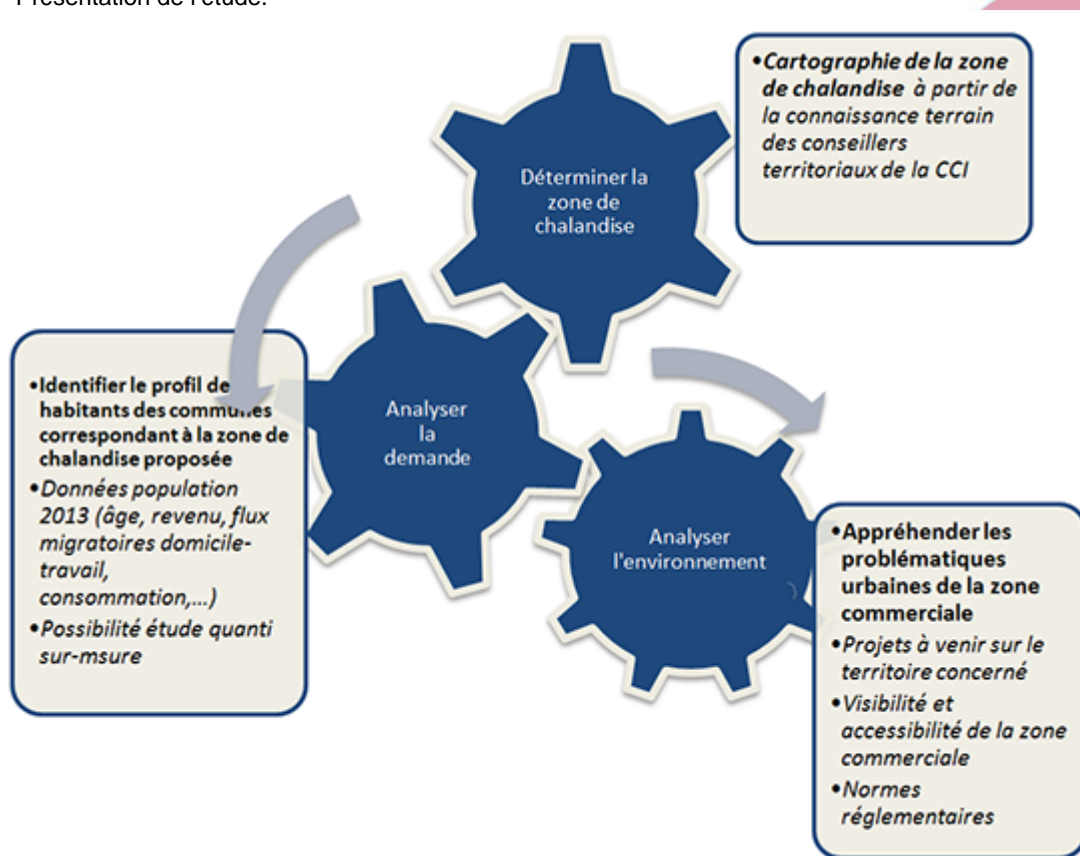 Présentation de l'étude:
•Cartographie de la zone
de chalandise à partir de
la connaissance terrain
des conseillers
territoriaux de la CCI
Déterminer la
zone de
chalandise
•Identifier le profil de
habitants des communes
correspondant à la zone de
chalandise proposée
•Données population
2013 (âge, revenu, flux
migratoires domicile-
travail,
consommation,...)
•Possibilité étude quanti
sur-msure
Analyser
la
demande
Analyser
l'environnement
•Appréhender les
problématiques
urbaines de la zone
commerciale
•Projets à venir sur le
territoire concerné
•Visibilité et
accessibilité de la zone
commerciale
•Normes
réglementaires